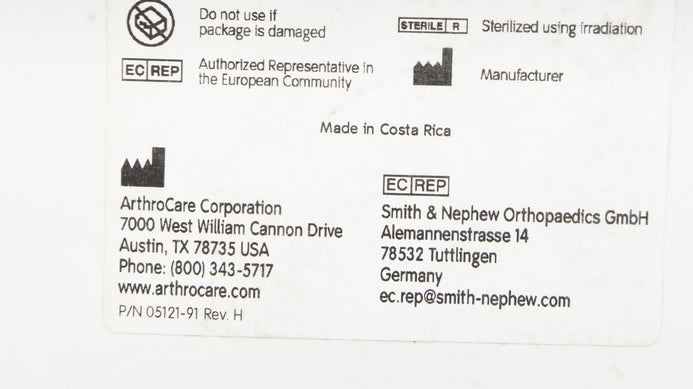 Do not use if
package is damaged
STERILE R
Sterilized using irradiation
EC REP
Authorized Representative in
the European Community
Manufacturer
Made in Costa Rica
ArthroCare Corporation
7000 West William Cannon Drive
Austin, TX 78735 USA
Phone: (800) 343-5717
www.arthrocare.com
P/N 05121-91 Rev. H
EC REP
Smith & Nephew Orthopaedics GmbH
Alemannenstrasse 14
78532 Tuttlingen
Germany
ec.rep@smith-nephew.com